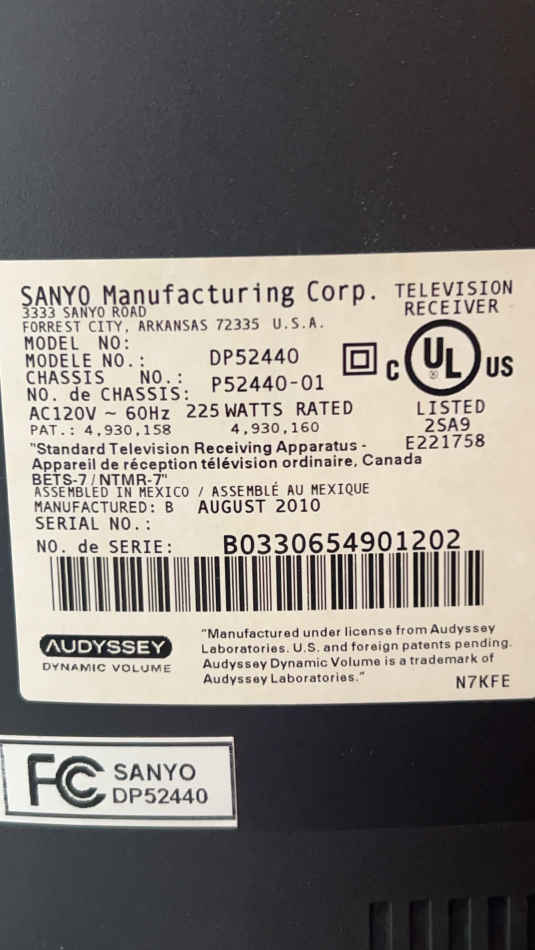 SANYO Manufacturing Corp. TELEVISION RECEIVER
3333 SANYO ROAD
FORREST CITY, ARKANSAS 72335 U.S.A.
MODEL NO:
MODELE NO.: DP52440
CHASSIS NO.:
NO. de CHASSIS: P52440-01
C UL US
®
AC120V ~ 60Hz 225 WATTS RATED
LISTED
2SA9
E221758
PAT.: 4,930,158 4,930,160
"Standard Television Receiving Apparatus -
Appareil de réception télévision ordinaire, Canada
BETS-7 / NTMR-7"
ASSEMBLED IN MEXICO / ASSEMBLÉ AU MEXIQUE
MANUFACTURED: B AUGUST 2010
SERIAL NO.:
NO. de SERIE: B0330654901202
AUDYSSEY
DYNAMIC VOLUME
"Manufactured under license from Audyssey
Laboratories. U.S. and foreign patents pending.
Audyssey Dynamic Volume is a trademark of
Audyssey Laboratories."
N7KFE
FC SANYO
DP52440